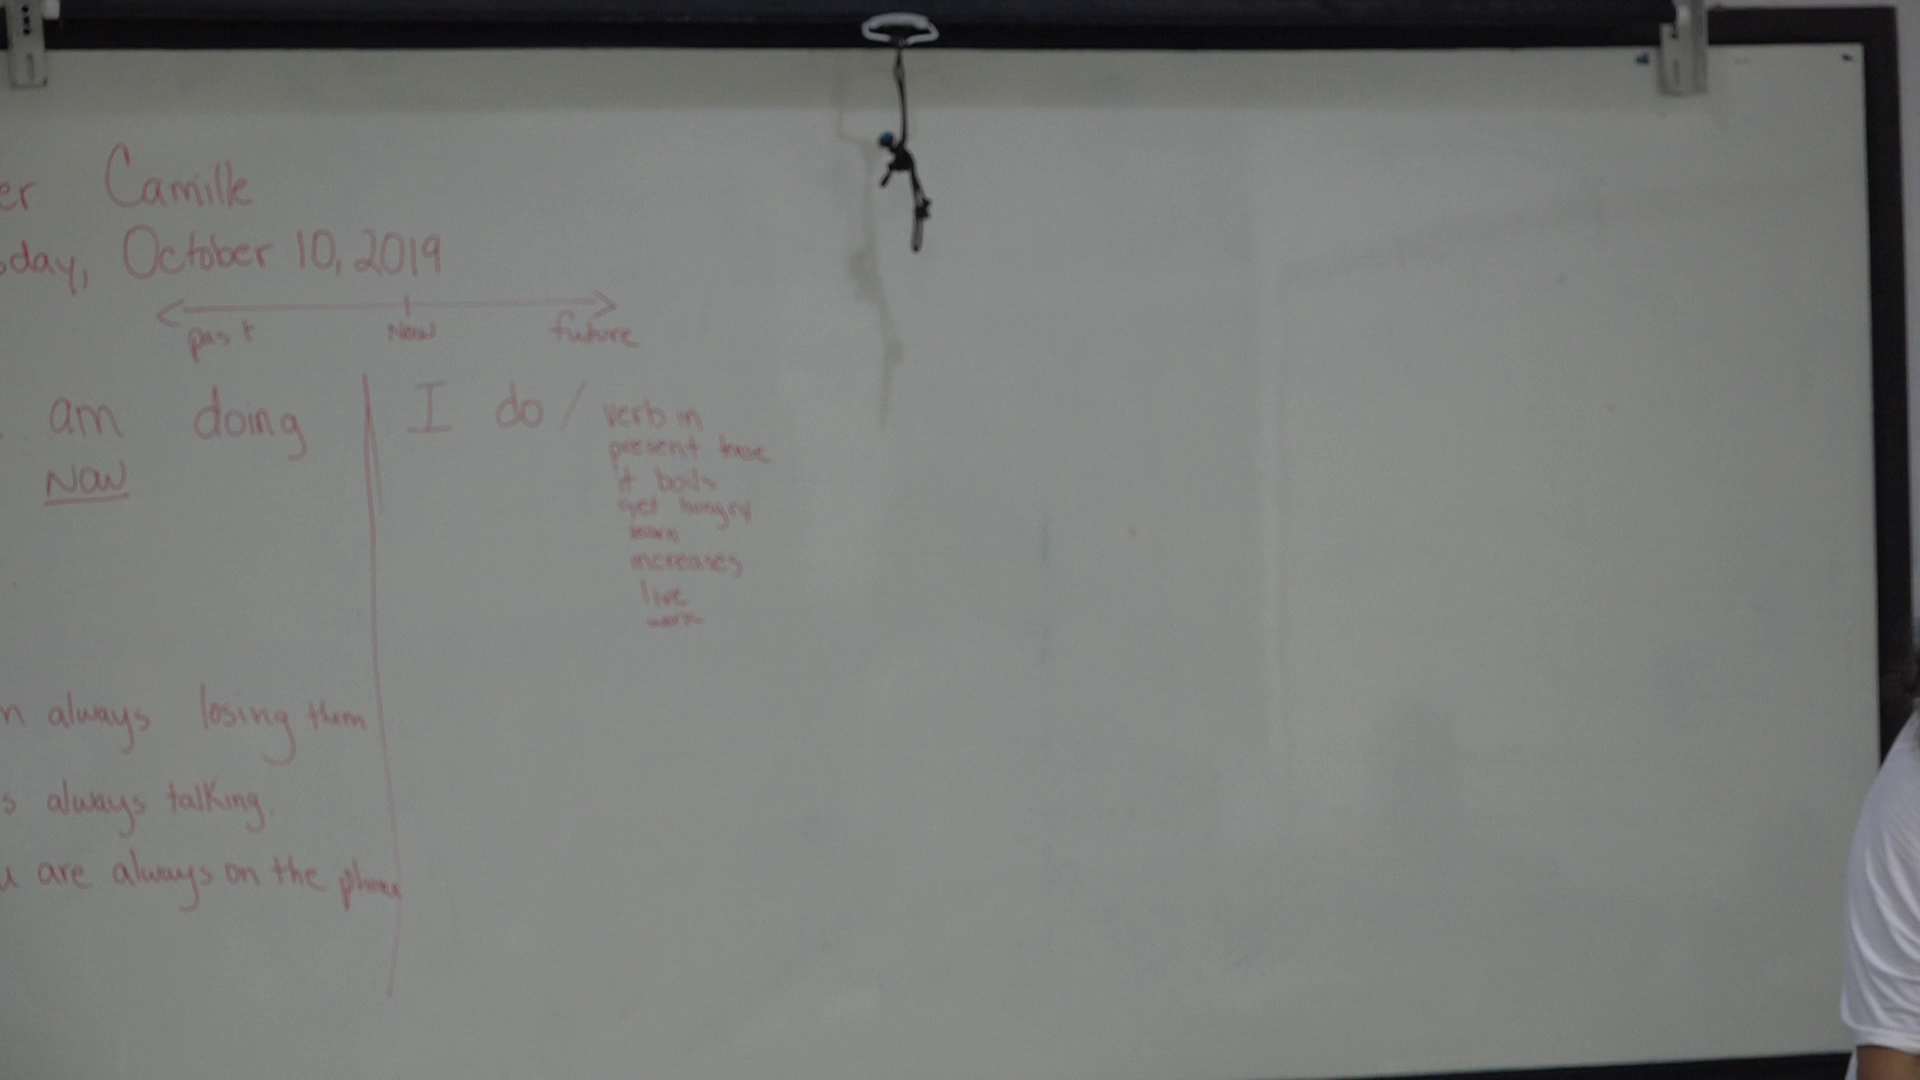 er Camille
day, October 10, 2019
past Now future
am doing
NOW
I do / verb in
present tense
it boils
get hungry
learn
increases
live
work
always losing them
s always talking.
u are always on the phone